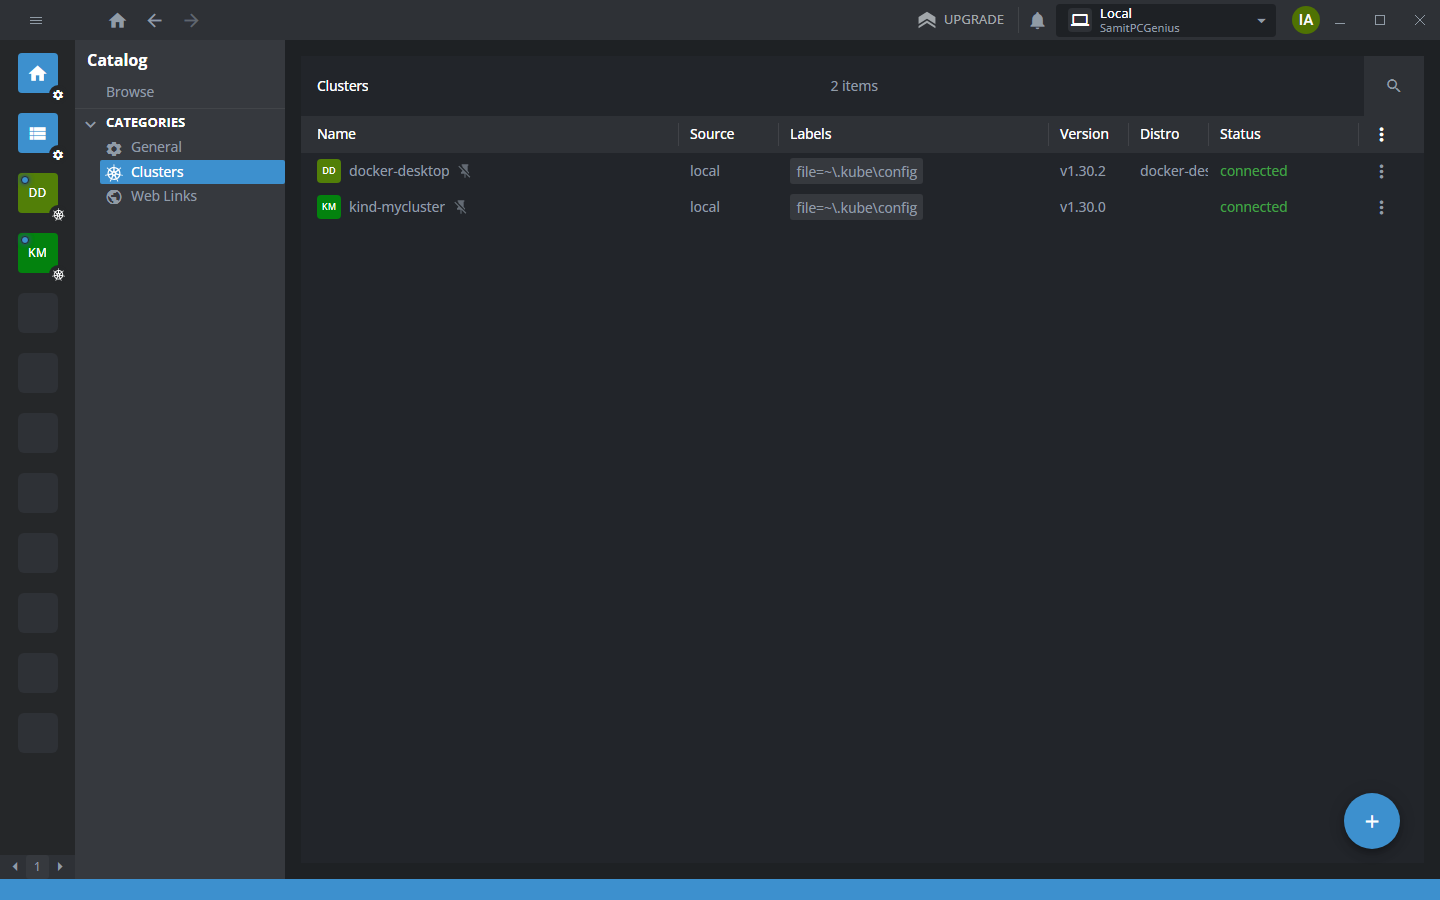 UPGRADE
Local
SamitPCGenius
IA
Catalog
Browse
CATEGORIES
General
Clusters
Web Links
DD
KM
1
Clusters
2 items
Name Source Labels Version Distro Status
DD docker-desktop local file=~\.kube\config v1.30.2 docker-des connected
KM kind-mycluster local file=~\.kube\config v1.30.0 connected